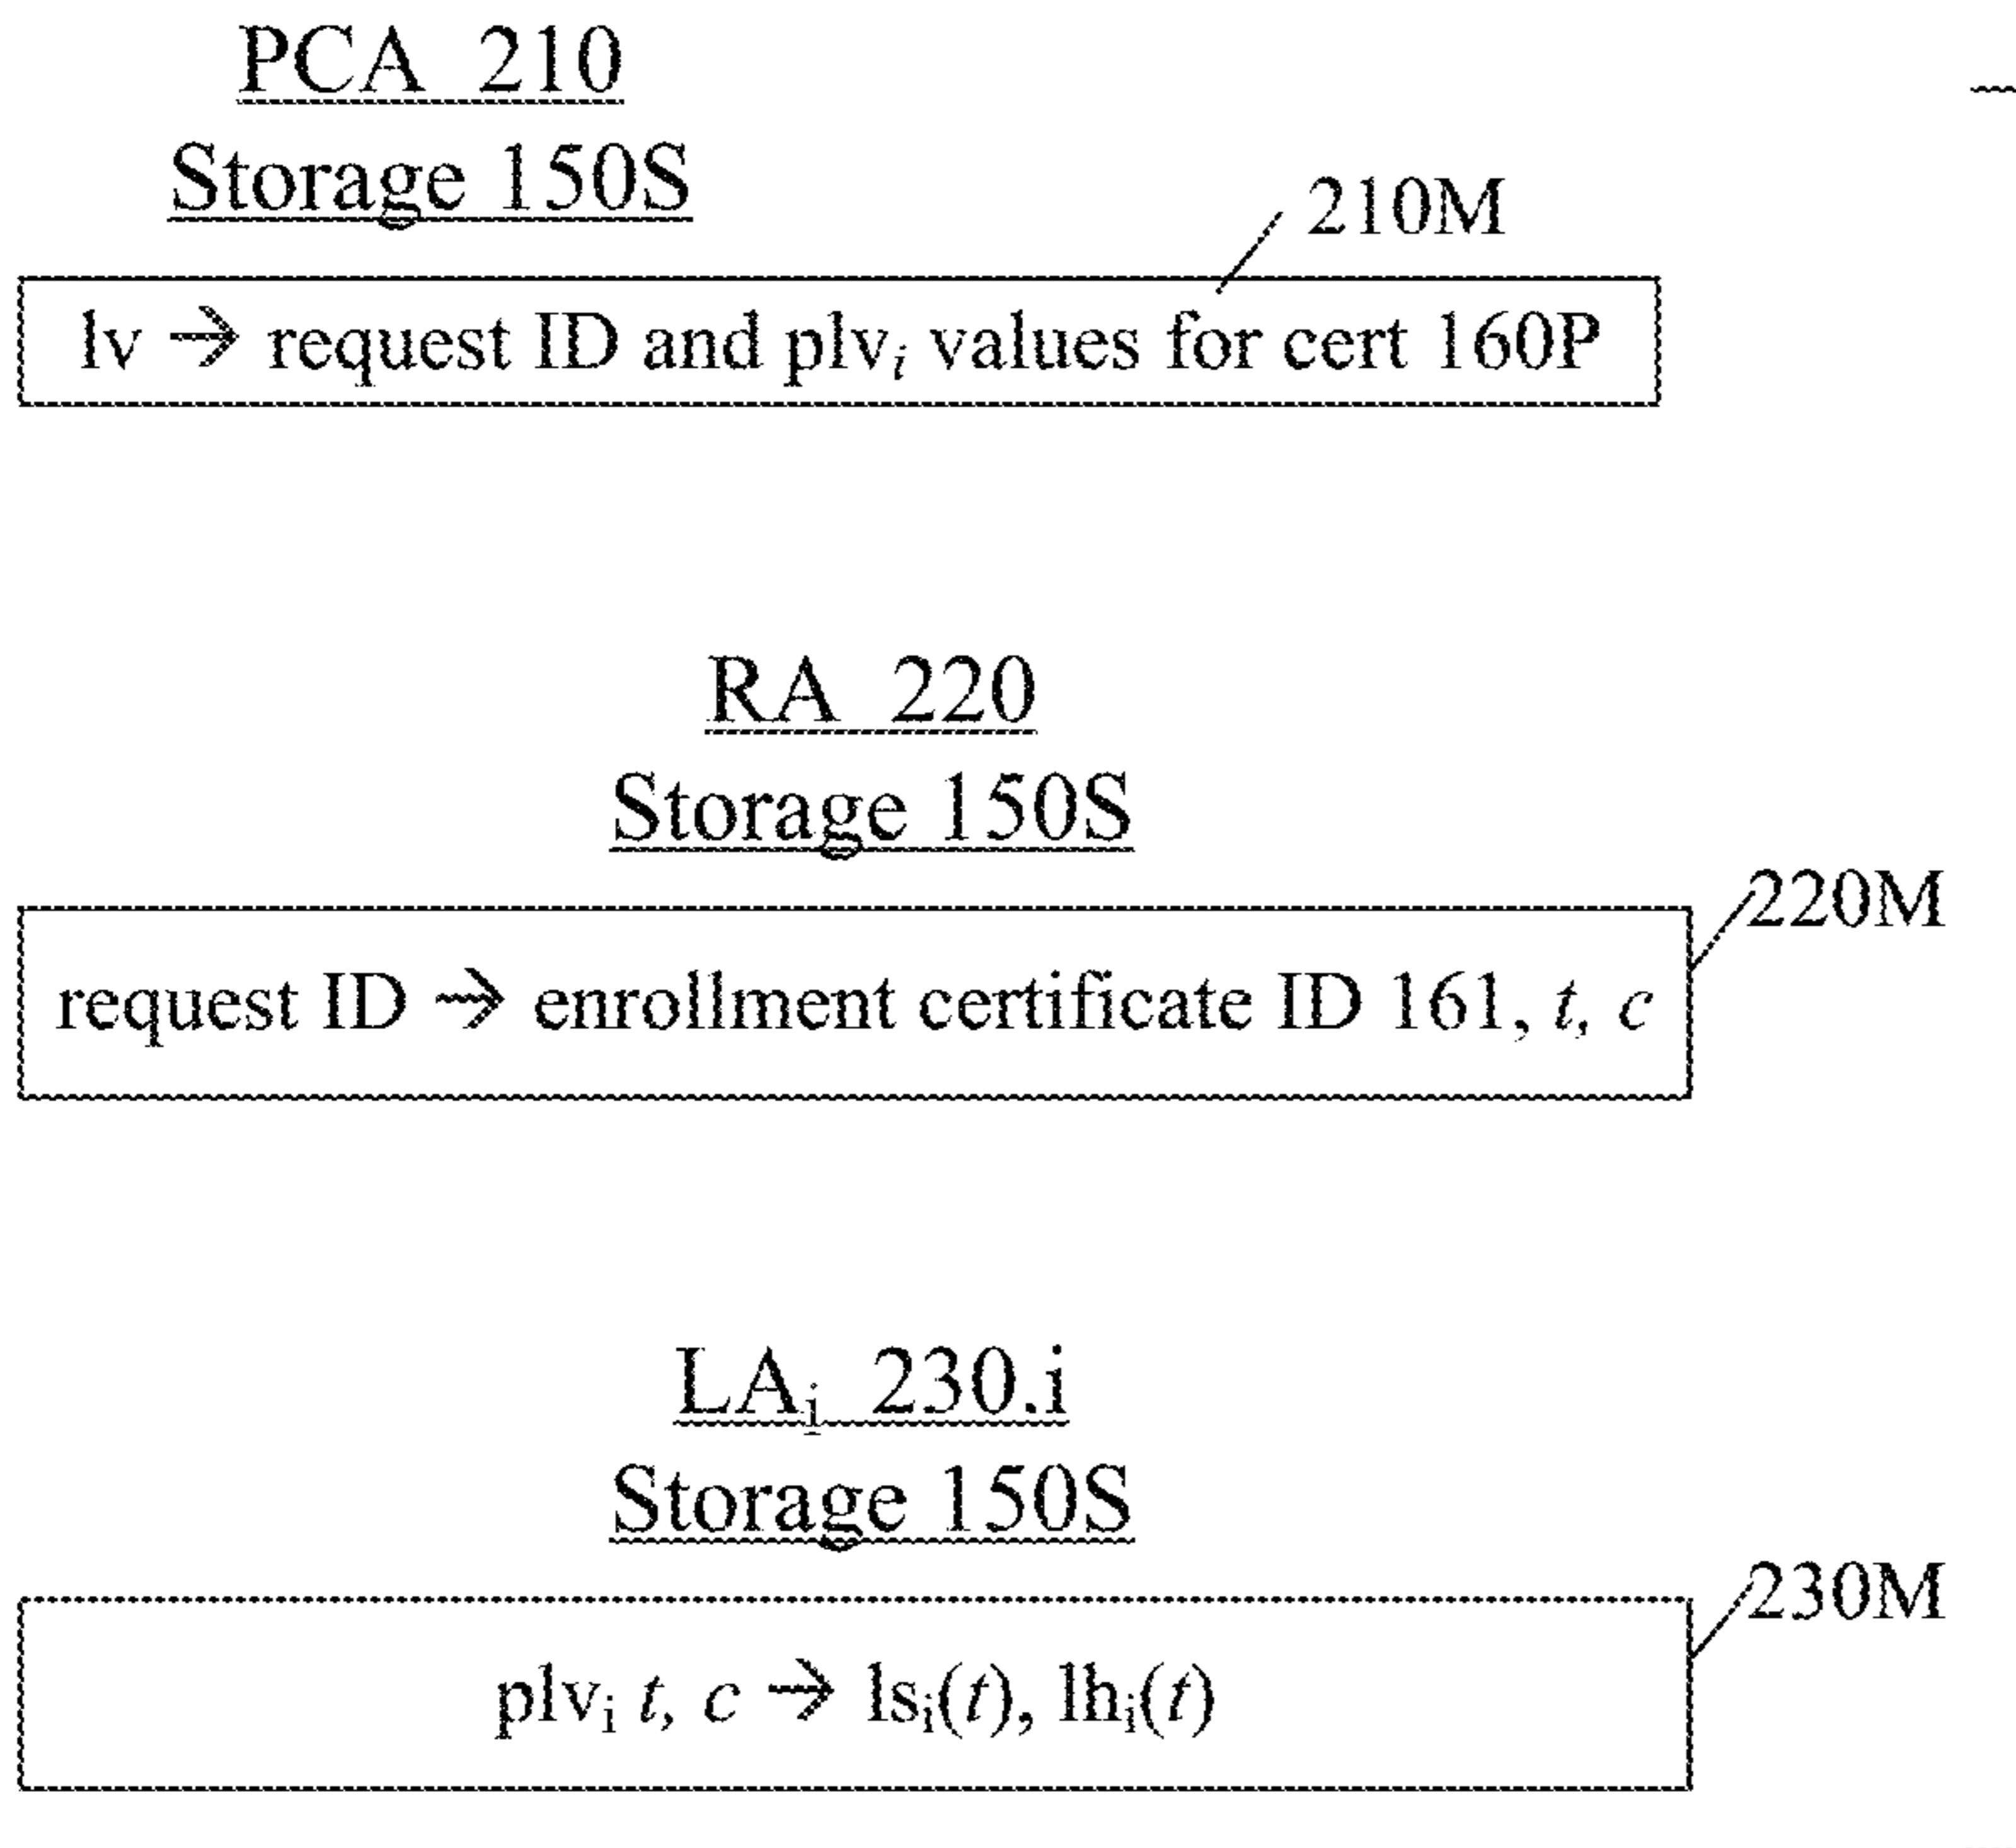 PCA 210
Storage 150S
210M
lv → request ID and plvᵢ values for cert 160P
RA 220
Storage 150S
220M
request ID → enrollment certificate ID 161, t, c
LAᵢ 230.i
Storage 150S
230M
plvᵢ t, c → lsᵢ(t), lhᵢ(t)